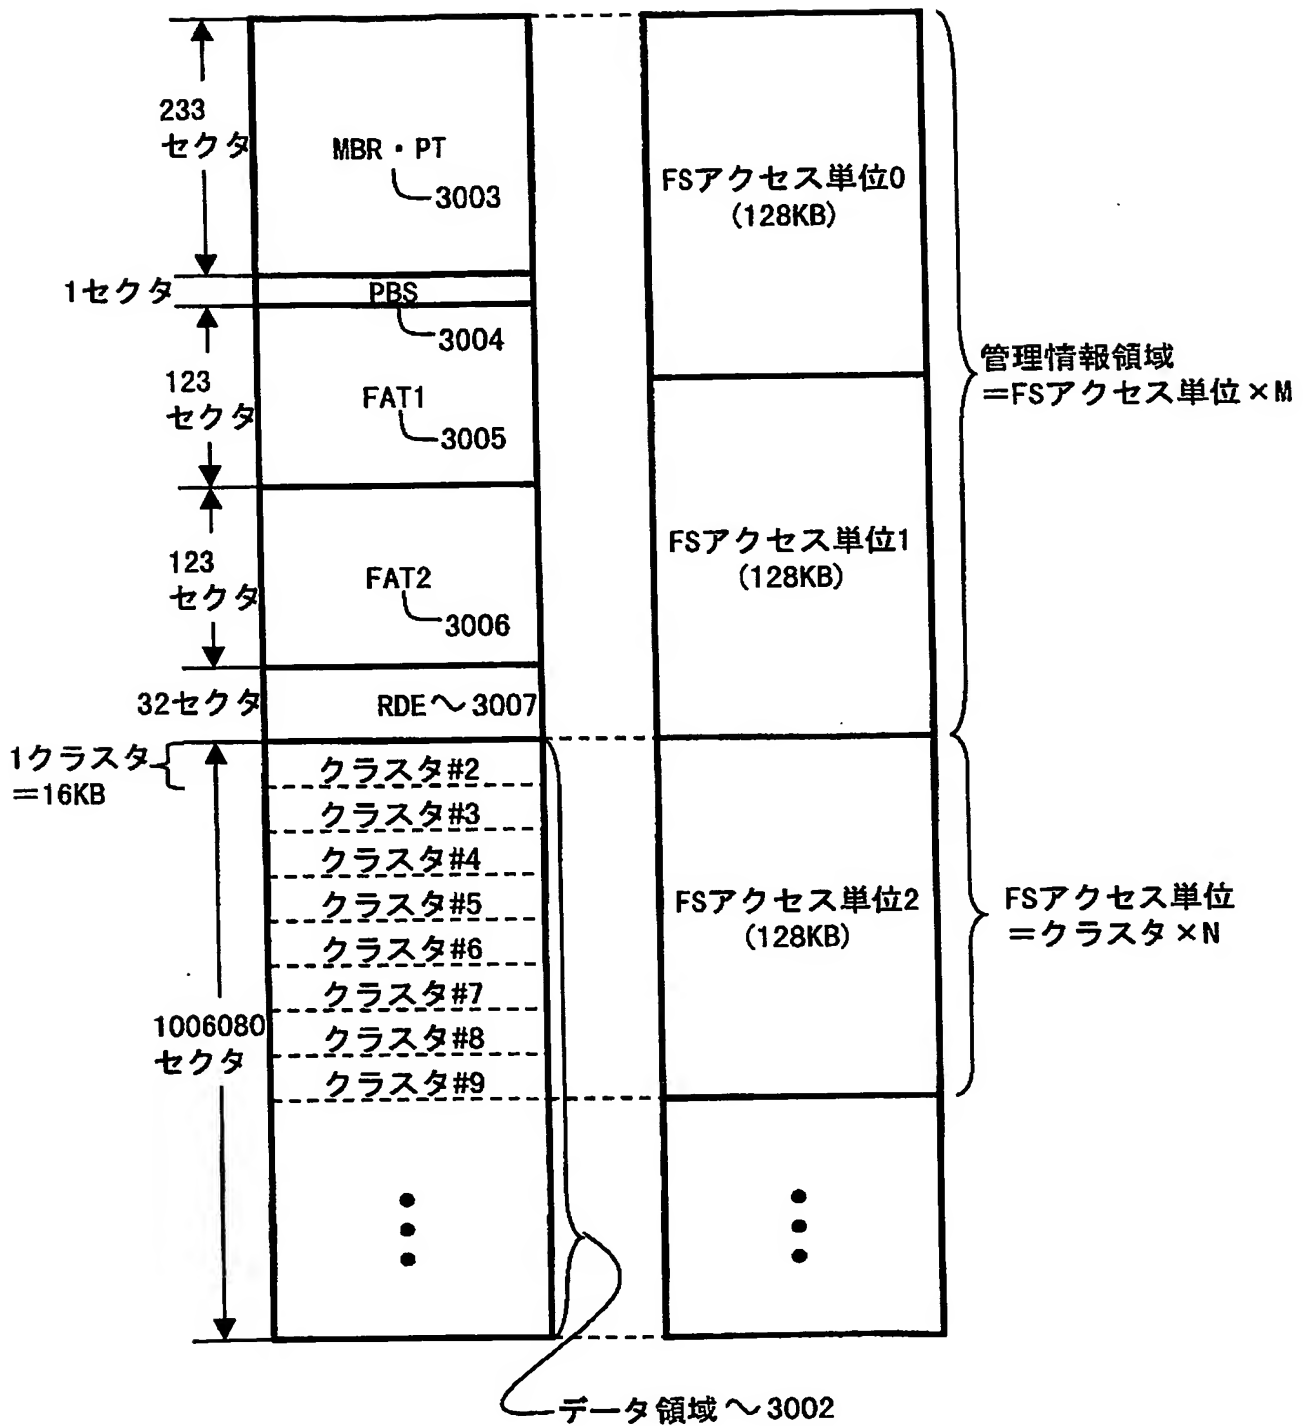 233
セクタ
MBR・PT
3003
1セクタ
PBS
3004
123
セクタ
FAT1
3005
123
セクタ
FAT2
3006
32セクタ
RDE〜3007
1クラスタ
=16KB
クラスタ#2
クラスタ#3
クラスタ#4
クラスタ#5
クラスタ#6
クラスタ#7
クラスタ#8
クラスタ#9
1006080
セクタ
データ領域〜3002
FSアクセス単位0
(128KB)
FSアクセス単位1
(128KB)
FSアクセス単位2
(128KB)
管理情報領域
=FSアクセス単位×M
FSアクセス単位
=クラスタ×N